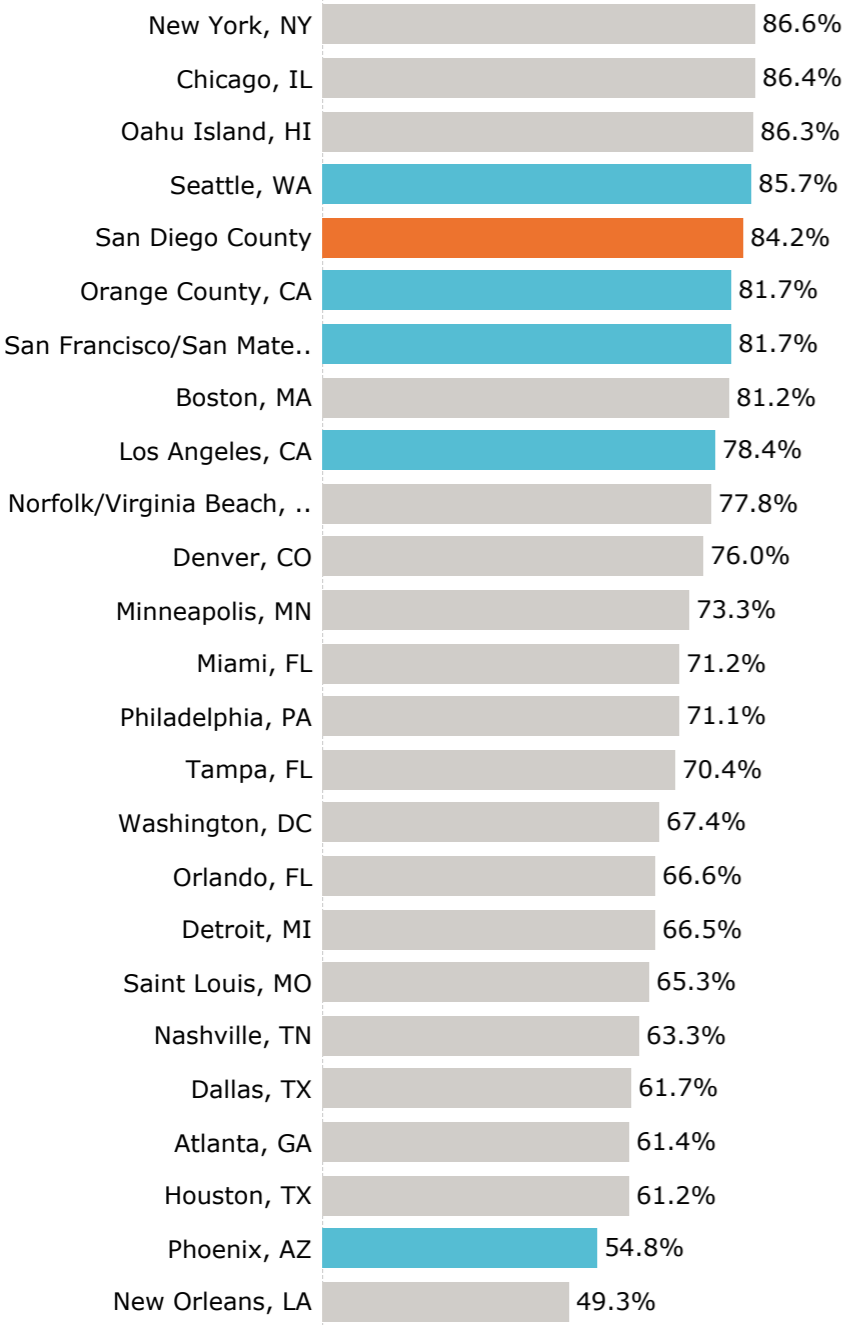 New York, NY 86.6%
Chicago, IL 86.4%
Oahu Island, HI 86.3%
Seattle, WA 85.7%
San Diego County 84.2%
Orange County, CA 81.7%
San Francisco/San Mate.. 81.7%
Boston, MA 81.2%
Los Angeles, CA 78.4%
Norfolk/Virginia Beach, .. 77.8%
Denver, CO 76.0%
Minneapolis, MN 73.3%
Miami, FL 71.2%
Philadelphia, PA 71.1%
Tampa, FL 70.4%
Washington, DC 67.4%
Orlando, FL 66.6%
Detroit, MI 66.5%
Saint Louis, MO 65.3%
Nashville, TN 63.3%
Dallas, TX 61.7%
Atlanta, GA 61.4%
Houston, TX 61.2%
Phoenix, AZ 54.8%
New Orleans, LA 49.3%